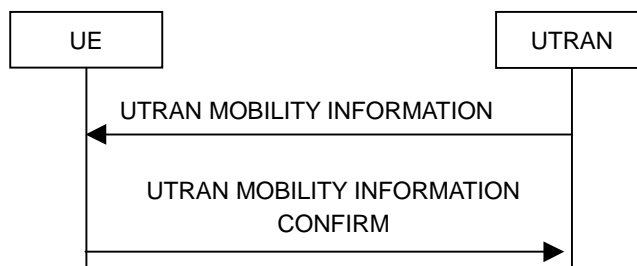 UE
UTRAN
UTRAN MOBILITY INFORMATION
UTRAN MOBILITY INFORMATION
CONFIRM